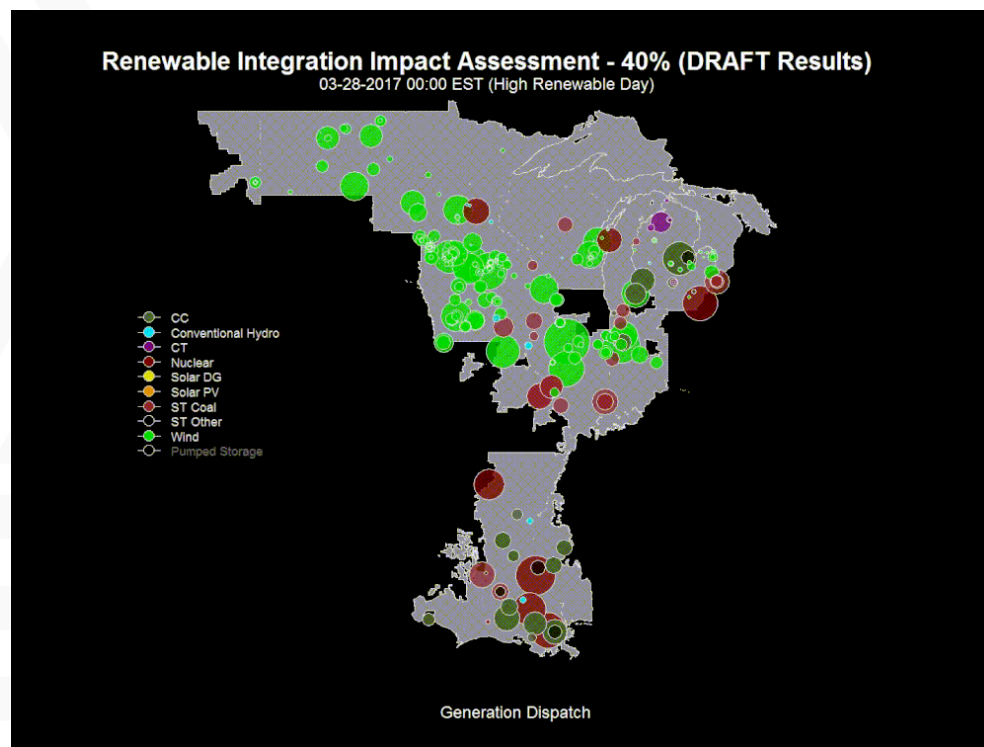 Renewable Integration Impact Assessment - 40% (DRAFT Results)
03-28-2017 00:00 EST (High Renewable Day)
CC
Conventional Hydro
CT
Nuclear
Solar DG
Solar PV
ST Coal
ST Other
Wind
Pumped Storage
Generation Dispatch